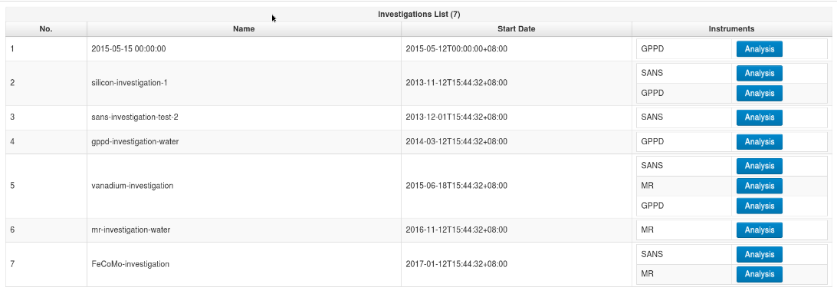 Investigations List (7)
No. Name Start Date Instruments
1 2015-05-15 00:00:00 2015-05-12T00:00:00+08:00 GPPD Analysis
2 silicon-investigation-1 2013-11-12T15:44:32+08:00 SANS Analysis
GPPD Analysis
3 sans-investigation-test-2 2013-12-01T15:44:32+08:00 SANS Analysis
4 gppd-investigation-water 2014-03-12T15:44:32+08:00 GPPD Analysis
5 vanadium-investigation 2015-06-18T15:44:32+08:00 SANS Analysis
MR Analysis
GPPD Analysis
6 mr-investigation-water 2016-11-12T15:44:32+08:00 MR Analysis
7 FeCoMo-investigation 2017-01-12T15:44:32+08:00 SANS Analysis
MR Analysis